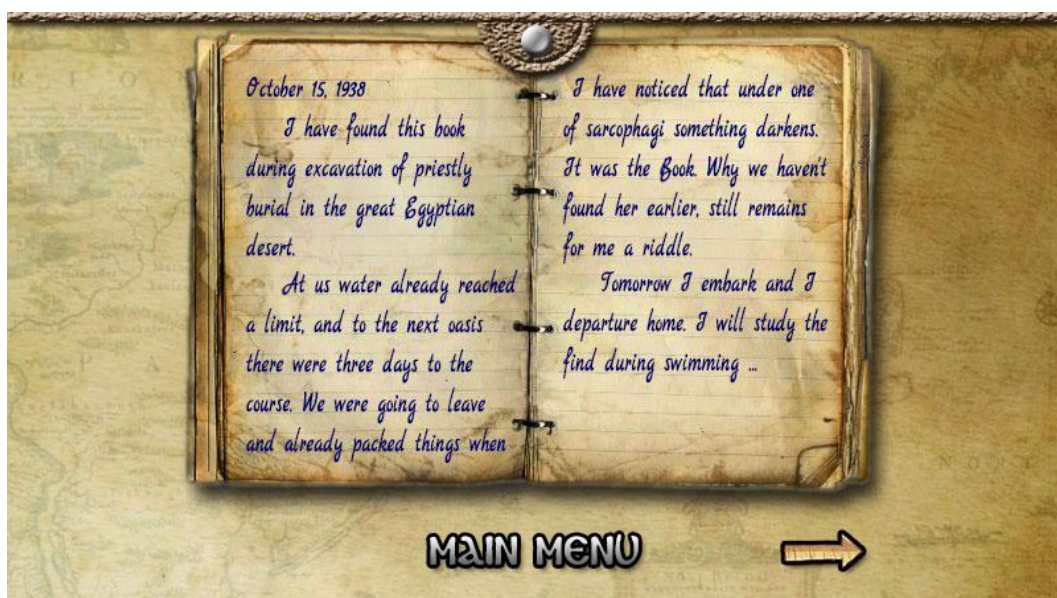 October 15, 1938
I have found this book
during excavation of priestly
burial in the great Egyptian
desert.
At us water already reached
a limit, and to the next oasis
there were three days to the
course. We were going to leave
and already packed things when
I have noticed that under one
of sarcophagi something darkens.
It was the Book. Why we haven't
found her earlier, still remains
for me a riddle.
Tomorrow I embark and I
departure home. I will study the
find during swimming ...
MAIN MENU